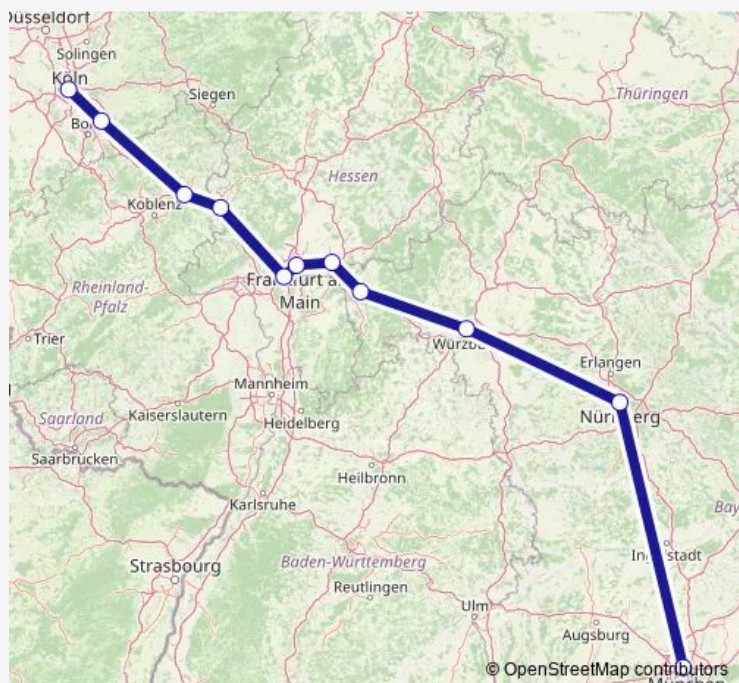 Düsseldorf
Solingen
Köln
Siegen
Thüringen
Hessen
Koblenz
Rheinland-
Pfalz
Main
Trier
Erlangen
Mannheim
Saarland
Kaiserslautern
Heidelberg
Saarbrücken
Heilbronn
Karlsruhe
Strasbourg
Baden-Württemberg
Reutlingen
Ulm
Augsburg
© OpenStreetMap contributors